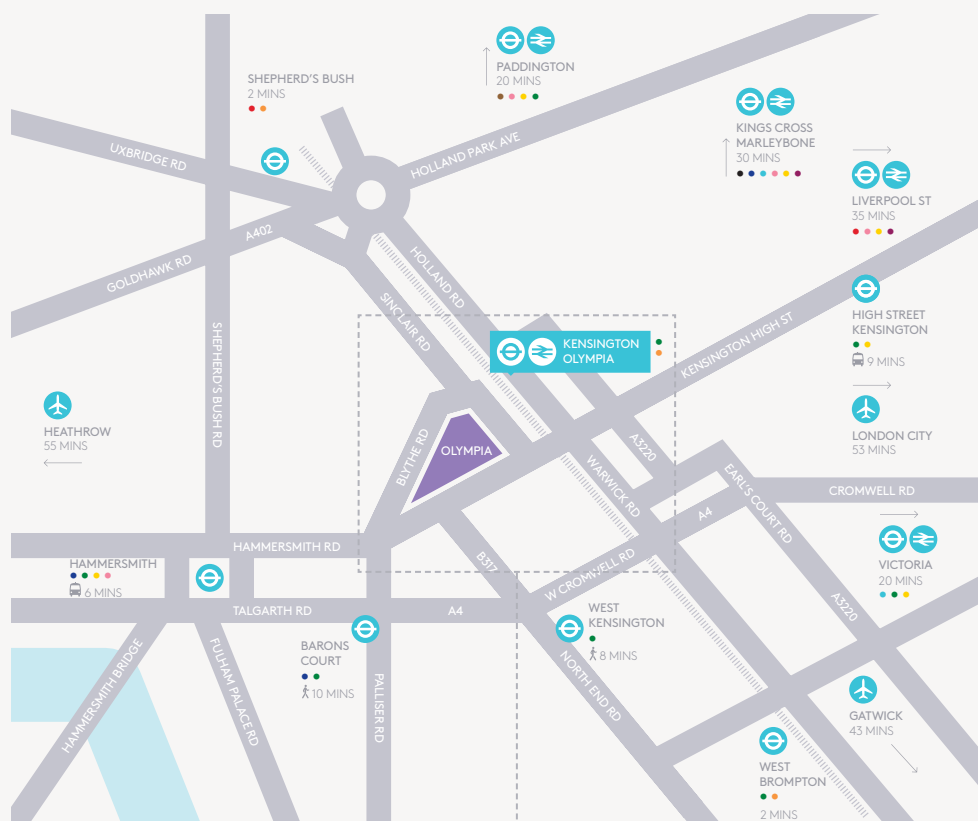 PADDINGTON
20 MINS
SHEPHERD'S BUSH
2 MINS
KINGS CROSS
MARLEYBONE
30 MINS
UXBRIDGE RD
HOLLAND PARK AVE
LIVERPOOL ST
35 MINS
A402
GOLDHAWK RD
HOLLAND RD
SINCLAIR RD
HIGH STREET
KENSINGTON
9 MINS
SHEPHERD'S BUSH RD
KENSINGTON
OLYMPIA
KENSINGTON HIGH ST
HEATHROW
55 MINS
LONDON CITY
53 MINS
BLYTHE RD
OLYMPIA
A3220
WARWICK RD
EARL'S COURT RD
CROMWELL RD
A4
HAMMERSMITH RD
B317
W CROMWELL RD
VICTORIA
20 MINS
HAMMERSMITH
6 MINS
TALGARTH RD
A4
A3220
WEST
KENSINGTON
8 MINS
BARONS
COURT
10 MINS
HAMMERSMITH BRIDGE
FULHAM PALACE RD
PALLISER RD
NORTH END RD
GATWICK
43 MINS
WEST
BROMPTON
2 MINS